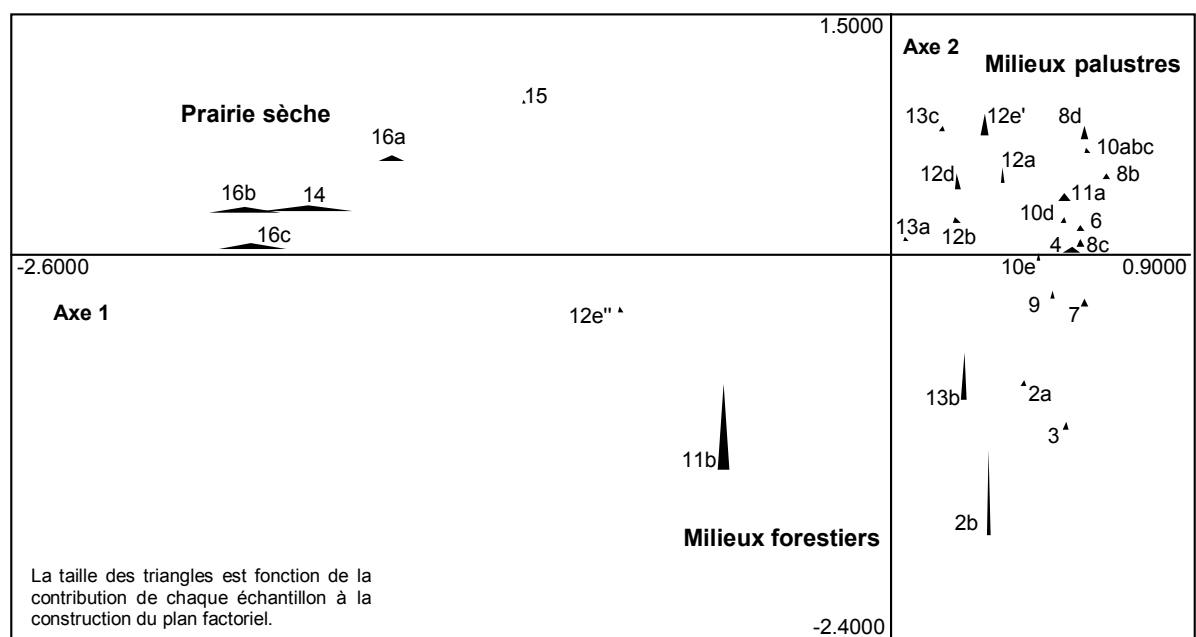 1.5000
Axe 2
Milieux palustres
15
Prairie sèche
13c
12e'
8d
16a
10abc
12d
12a
8b
16b
14
11a
10d
6
13a
12b
16c
4
8c
-2.6000
10e
0.9000
9
7
Axe 1
12e"
13b
2a
3
11b
2b
Milieux forestiers
La taille des triangles est fonction de la
contribution de chaque échantillon à la
construction du plan factoriel.
-2.4000